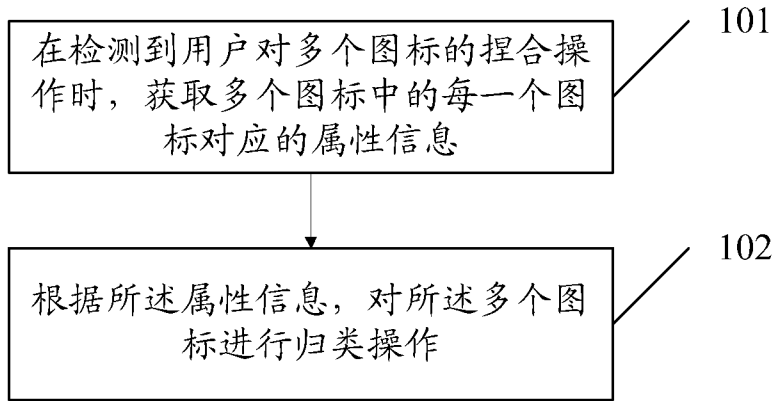 在检测到用户对多个图标的捏合操
作时，获取多个图标中的每一个图
标对应的属性信息
101
根据所述属性信息，对所述多个图
标进行归类操作
102